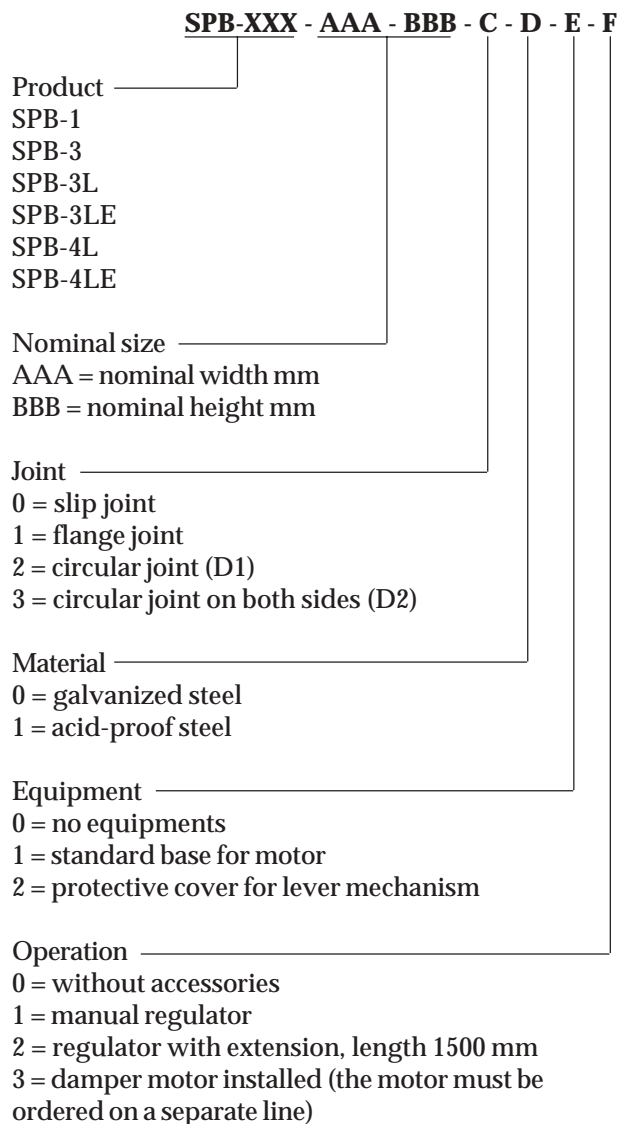 SPB-XXX - AAA - BBB - C - D - E - F
Product
SPB-1
SPB-3
SPB-3L
SPB-3LE
SPB-4L
SPB-4LE
Nominal size
AAA = nominal width mm
BBB = nominal height mm
Joint
0 = slip joint
1 = flange joint
2 = circular joint (D1)
3 = circular joint on both sides (D2)
Material
0 = galvanized steel
1 = acid-proof steel
Equipment
0 = no equipments
1 = standard base for motor
2 = protective cover for lever mechanism
Operation
0 = without accessories
1 = manual regulator
2 = regulator with extension, length 1500 mm
3 = damper motor installed (the motor must be
ordered on a separate line)